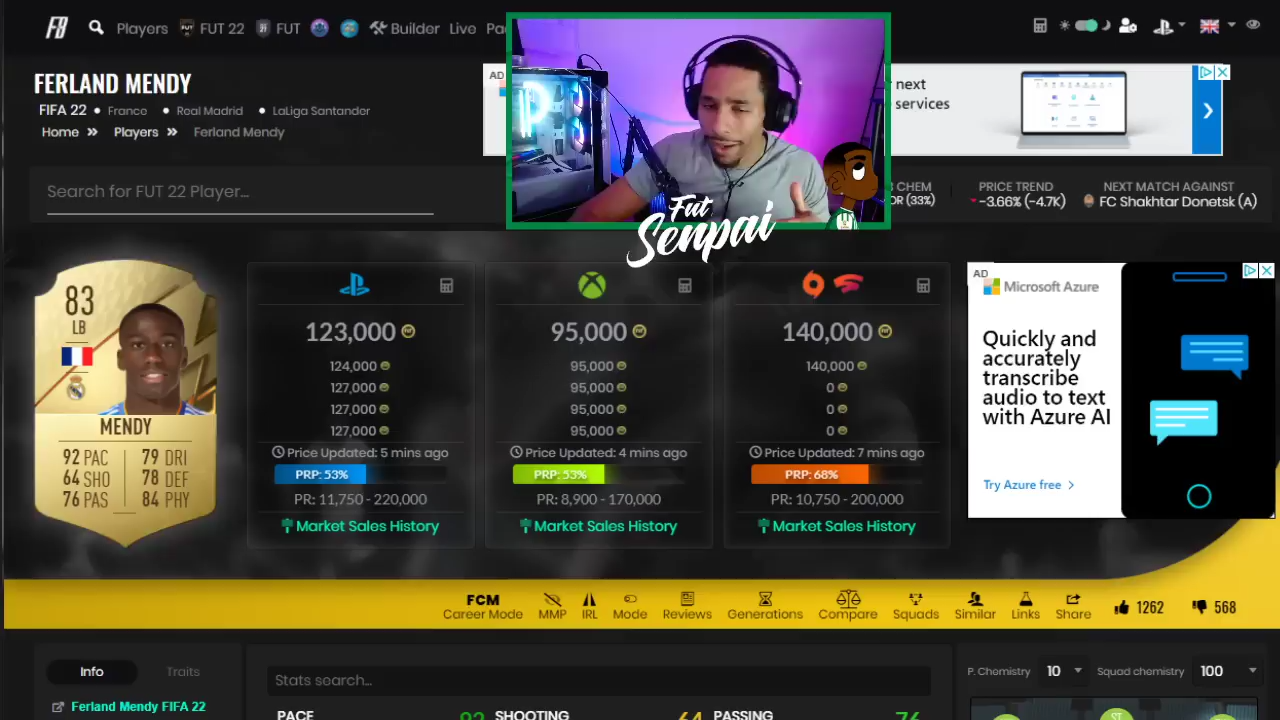 FB
Players
FUT 22
FUT
Builder
Live
FERLAND MENDY
FIFA 22 • France • Real Madrid • LaLiga Santander
Home » Players » Ferland Mendy
Search for FUT 22 Player...
AD
next
services
CHEM
(33%)
PRICE TREND
-3.66% (-4.7K)
NEXT MATCH AGAINST
FC Shakhtar Donetsk (A)
Fut
Senpai
83
LB
MENDY
92 PAC
64 SHO
76 PAS
79 DRI
78 DEF
84 PHY
123,000
124,000
127,000
127,000
127,000
Price Updated: 5 mins ago
PRP: 53%
PR: 11,750 - 220,000
Market Sales History
95,000
95,000
95,000
95,000
95,000
Price Updated: 4 mins ago
PRP: 53%
PR: 8,900 - 170,000
Market Sales History
140,000
140,000
0
0
0
Price Updated: 7 mins ago
PRP: 68%
PR: 10,750 - 200,000
Market Sales History
AD
Microsoft Azure
Quickly and
accurately
transcribe
audio to text
with Azure AI
Try Azure free >
FCM
Career Mode
MMP
IRL
Mode
Reviews
Generations
Compare
Squads
Similar
Links
Share
1262
568
Info
Traits
Ferland Mendy FIFA 22
Stats search...
PACE 92
SHOOTING 64
PASSING 76
P. Chemistry 10
Squad chemistry 100
ST